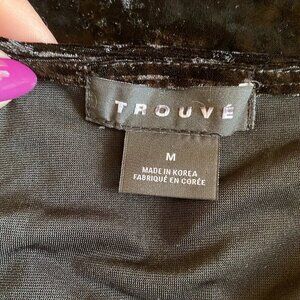 TROUVÉ
M
MADE IN KOREA
FABRIQUÉ EN CORÉE